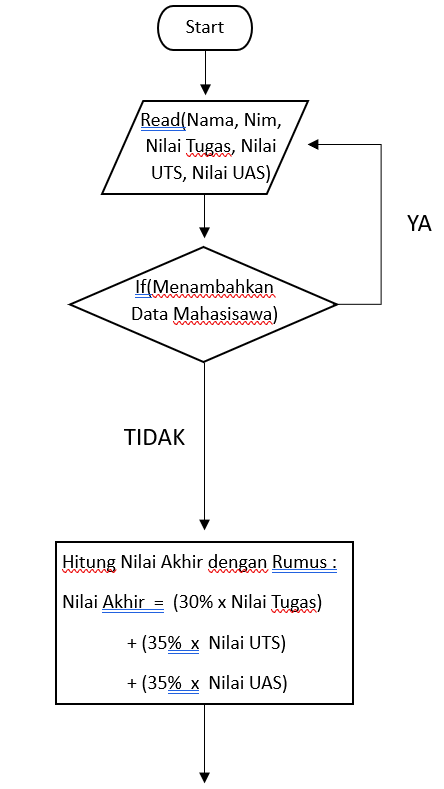 Start
Read(Nama, Nim,
Nilai Tugas, Nilai
UTS, Nilai UAS)
YA
If(Menambahkan
Data Mahasisawa)
TIDAK
Hitung Nilai Akhir dengan Rumus :
Nilai Akhir = (30% x Nilai Tugas)
+ (35% x Nilai UTS)
+ (35% x Nilai UAS)